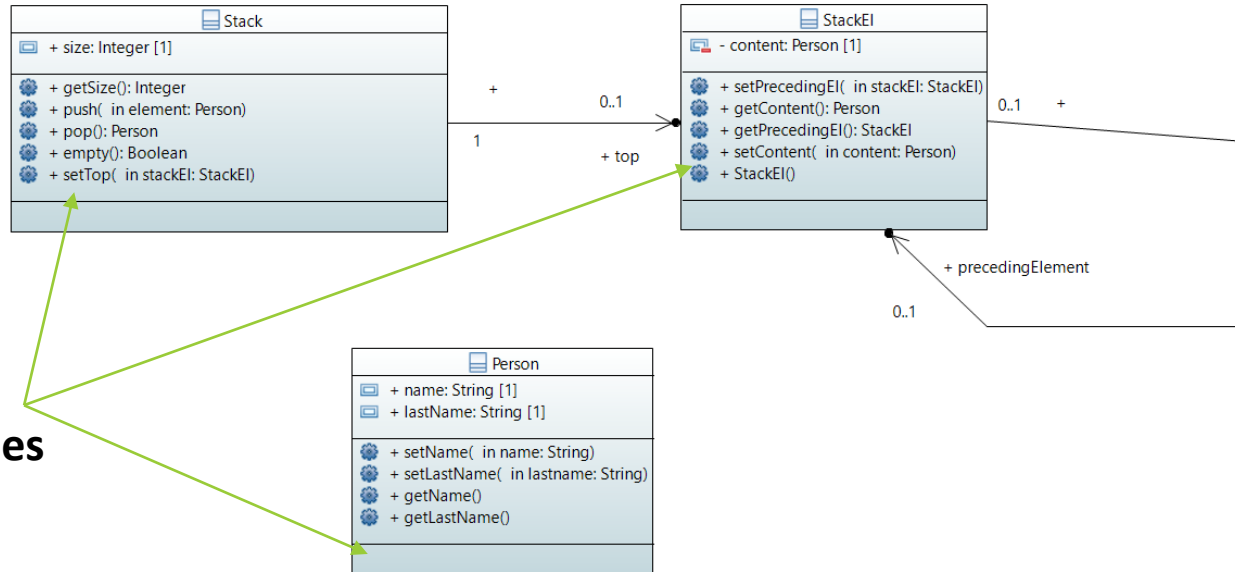 Stack
+ size: Integer [1]
+ getSize(): Integer
+ push( in element: Person)
+ pop(): Person
+ empty(): Boolean
+ setTop( in stackEl: StackEl)
+
0..1
1
+ top
StackEl
- content: Person [1]
+ setPrecedingEl( in stackEl: StackEl)
+ getContent(): Person
+ getPrecedingEl(): StackEl
+ setContent( in content: Person)
+ StackEl()
0..1 +
+ precedingElement
0..1
Person
+ name: String [1]
+ lastName: String [1]
+ setName( in name: String)
+ setLastName( in lastname: String)
+ getName()
+ getLastName()
es